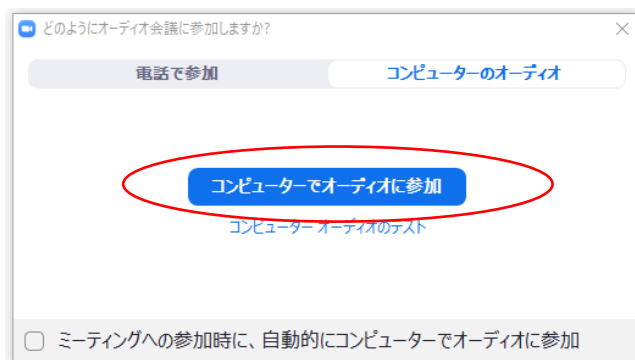 どのようにオーディオ会議に参加しますか?
電話で参加
コンピューターのオーディオ
コンピューターでオーディオに参加
コンピューター オーディオのテスト
ミーティングへの参加時に、自動的にコンピューターでオーディオに参加